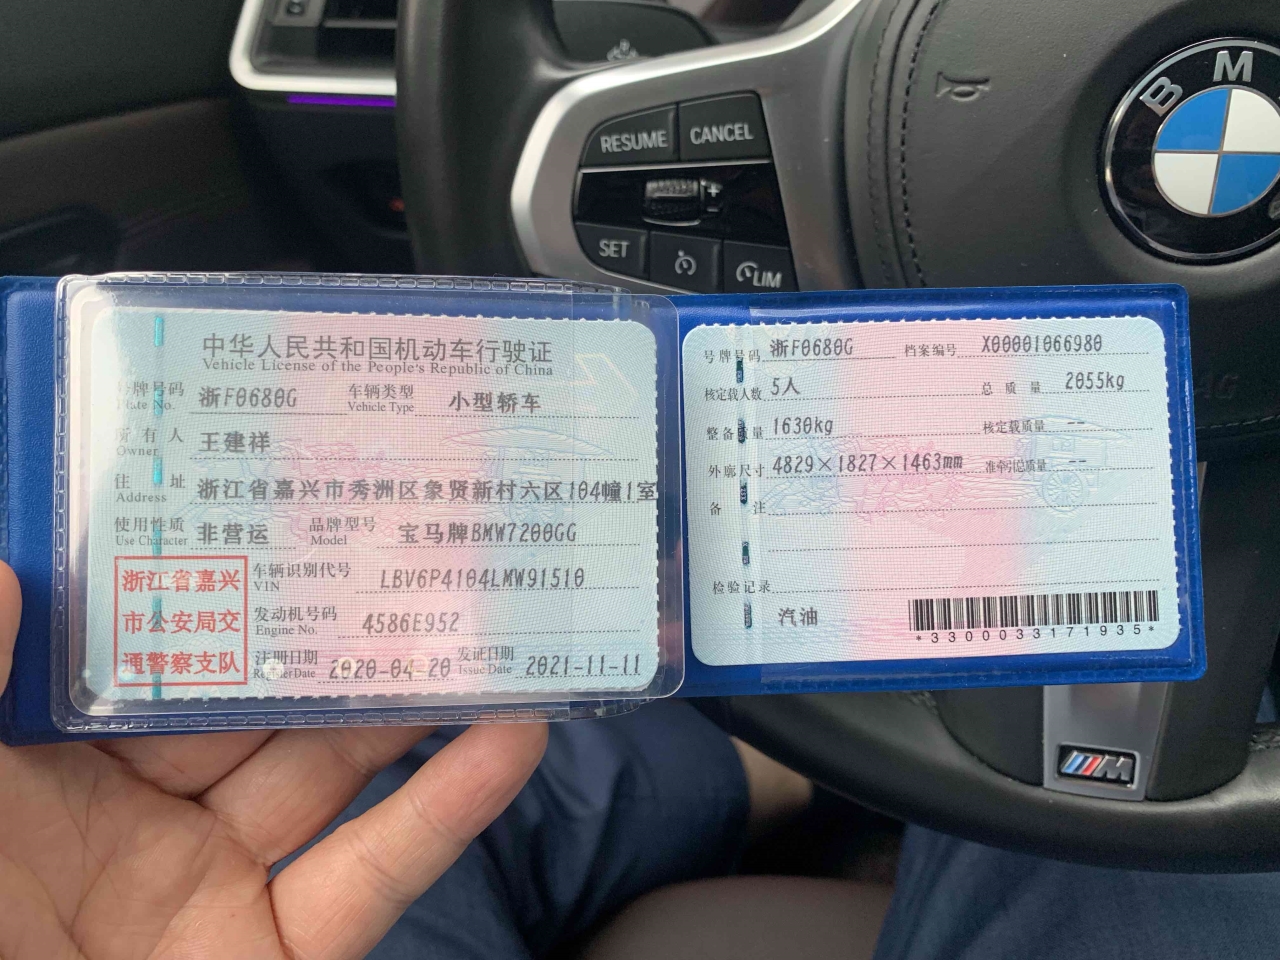 RESUME CANCEL
+
SET LIM
BM
中华人民共和国机动车行驶证
Vehicle License of the People's Republic of China
号牌号码 浙F0680G 车辆类型 小型轿车
Plate No. Vehicle Type
所有人 王建祥
Owner
住址 浙江省嘉兴市秀洲区象贤新村六区104幢1室
Address
使用性质 非营运 品牌型号 宝马牌BMW7200GG
Use Character Model
浙江省嘉兴
市公安局交
通警察支队
车辆识别代号 LBV6P4104LMW91510
VIN
发动机号码 4586E952
Engine No.
注册日期 2020-04-20 发证日期 2021-11-11
Register Date Issue Date
号牌号码 浙F0680G 档案编号 X00001066980
核定载人数 5人 总质量 2055kg
整备质量 1630kg 核定载质量 --
外廓尺寸 4829×1827×1463mm 准牵引总质量 --
备注
检验记录
汽油
*3300033171935*
M